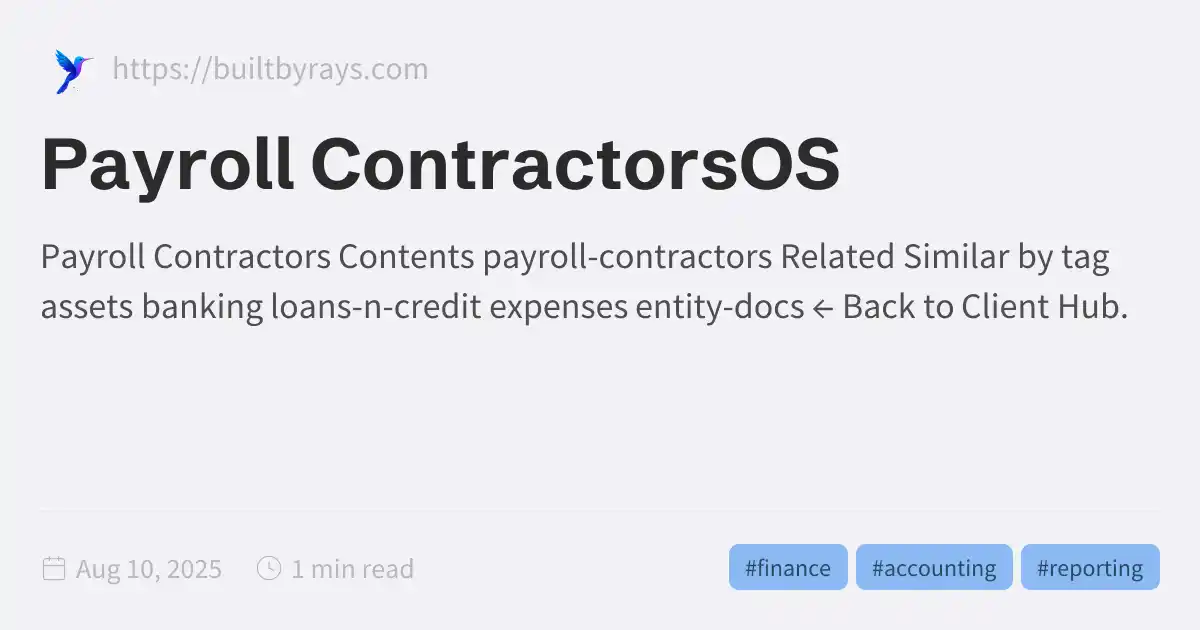 https://builtbyrays.com
Payroll ContractorsOS
Payroll Contractors Contents payroll-contractors Related Similar by tag
assets banking loans-n-credit expenses entity-docs ← Back to Client Hub.
Aug 10, 2025 1 min read #finance #accounting #reporting